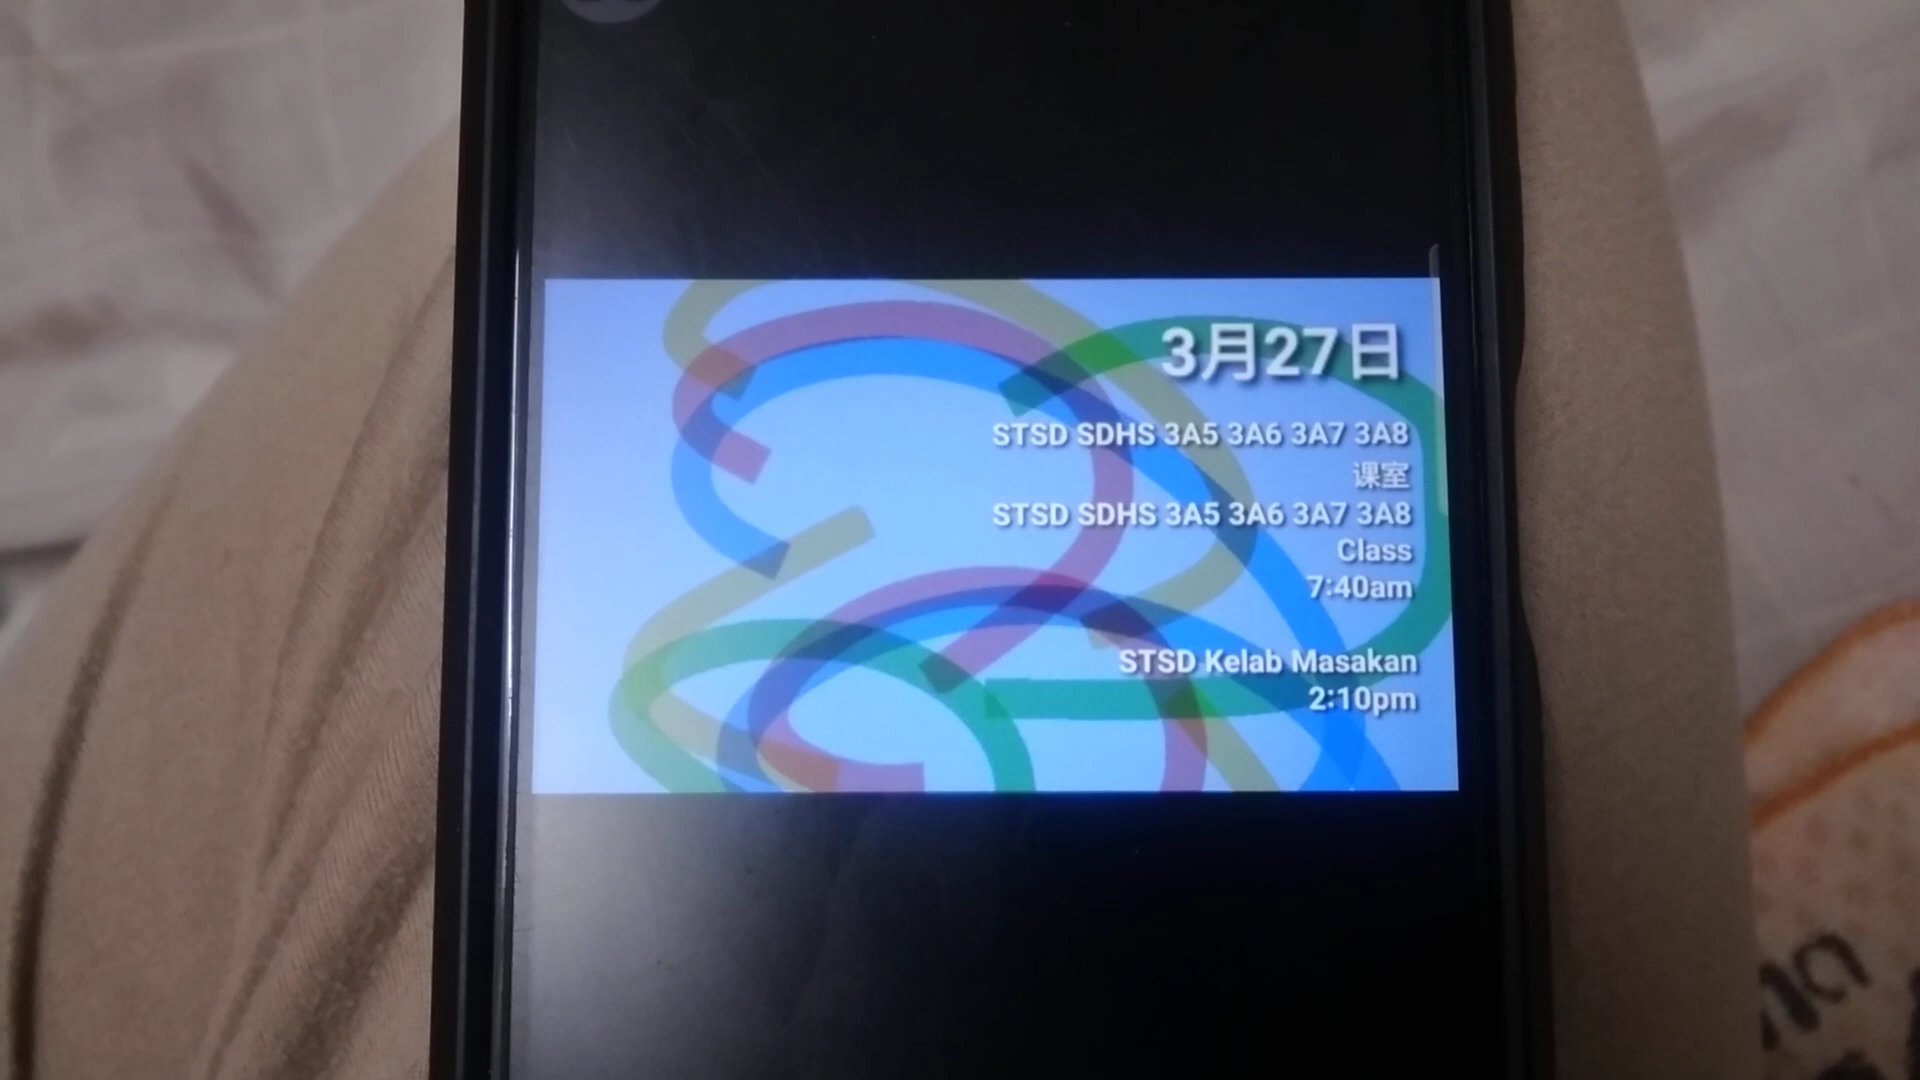 3月27日
STSD SDHS 3A5 3A6 3A7 3A8
课室
STSD SDHS 3A5 3A6 3A7 3A8
Class
7:40am
STSD Kelab Masakan
2:10pm